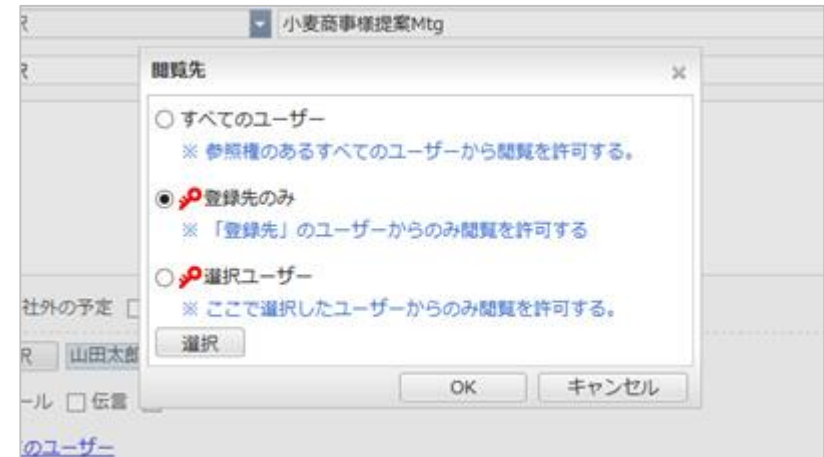 小麦商事様提案Mtg
閲覧先
すべてのユーザー
※ 参照権のあるすべてのユーザーから閲覧を許可する。
登録先のみ
※ 「登録先」のユーザーからのみ閲覧を許可する
選択ユーザー
※ ここで選択したユーザーからのみ閲覧を許可する。
社外の予定
選択
山田太郎
OK キャンセル
ール 伝言
のユーザー